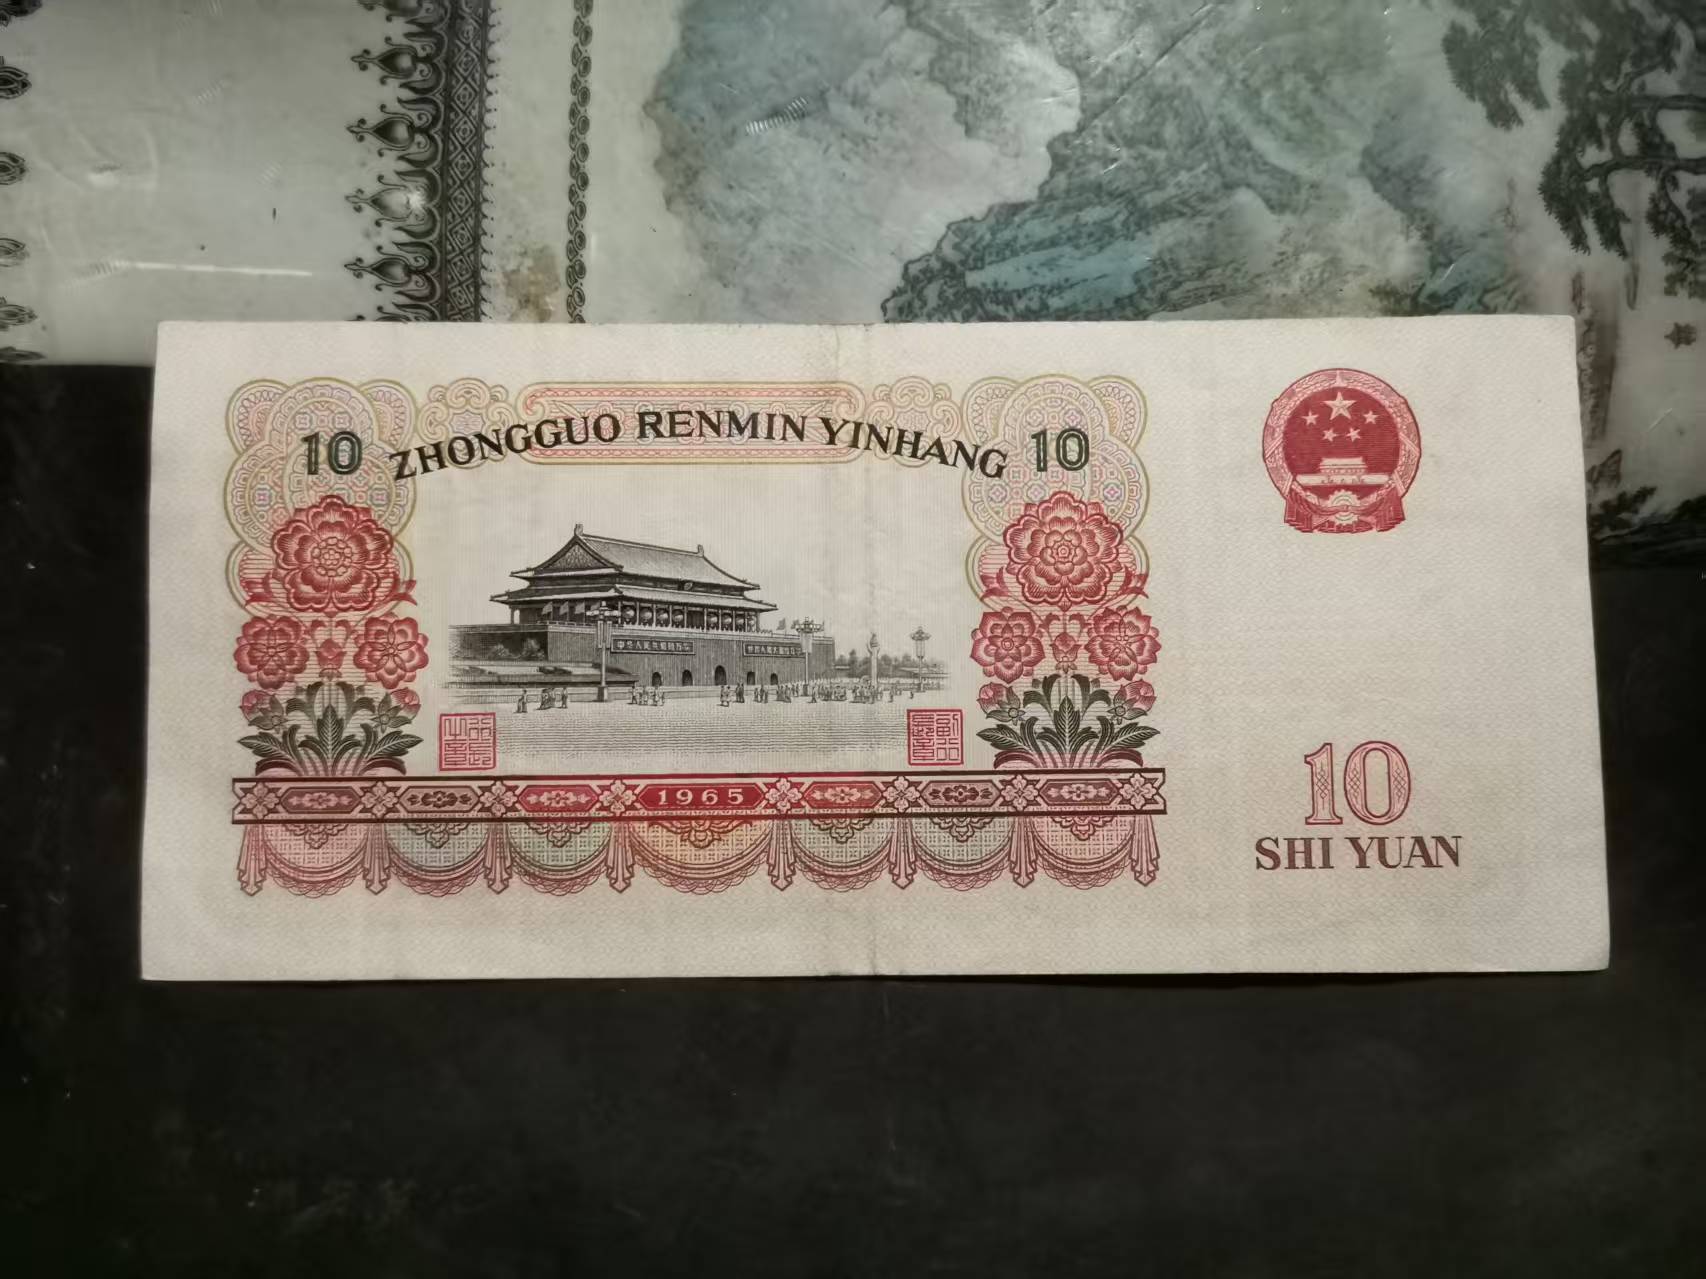 10 ZHONGGUO RENMIN YINHANG 10
1965
10
SHI YUAN